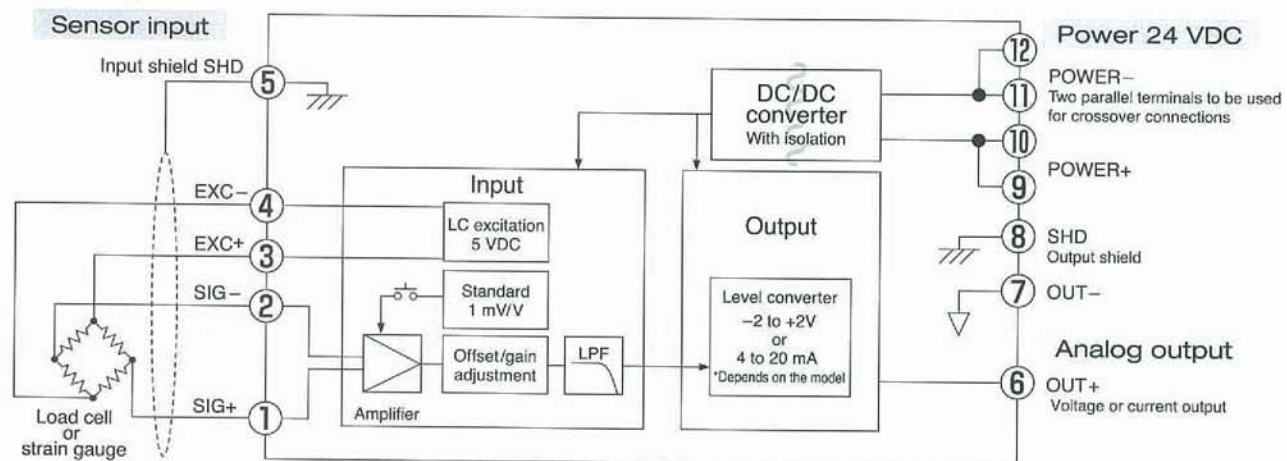 Sensor input
Input shield SHD
5
EXC−
4
EXC+
3
SIG−
2
SIG+
1
Load cell
or
strain gauge
Input
LC excitation
5 VDC
Standard
1 mV/V
Offset/gain
adjustment
LPF
Amplifier
DC/DC
converter
With isolation
Output
Level converter
−2 to +2V
or
4 to 20 mA
*Depends on the model
Power 24 VDC
12
POWER−
11
Two parallel terminals to be used
for crossover connections
10
POWER+
9
8
SHD
Output shield
7
OUT−
Analog output
6
OUT+
Voltage or current output